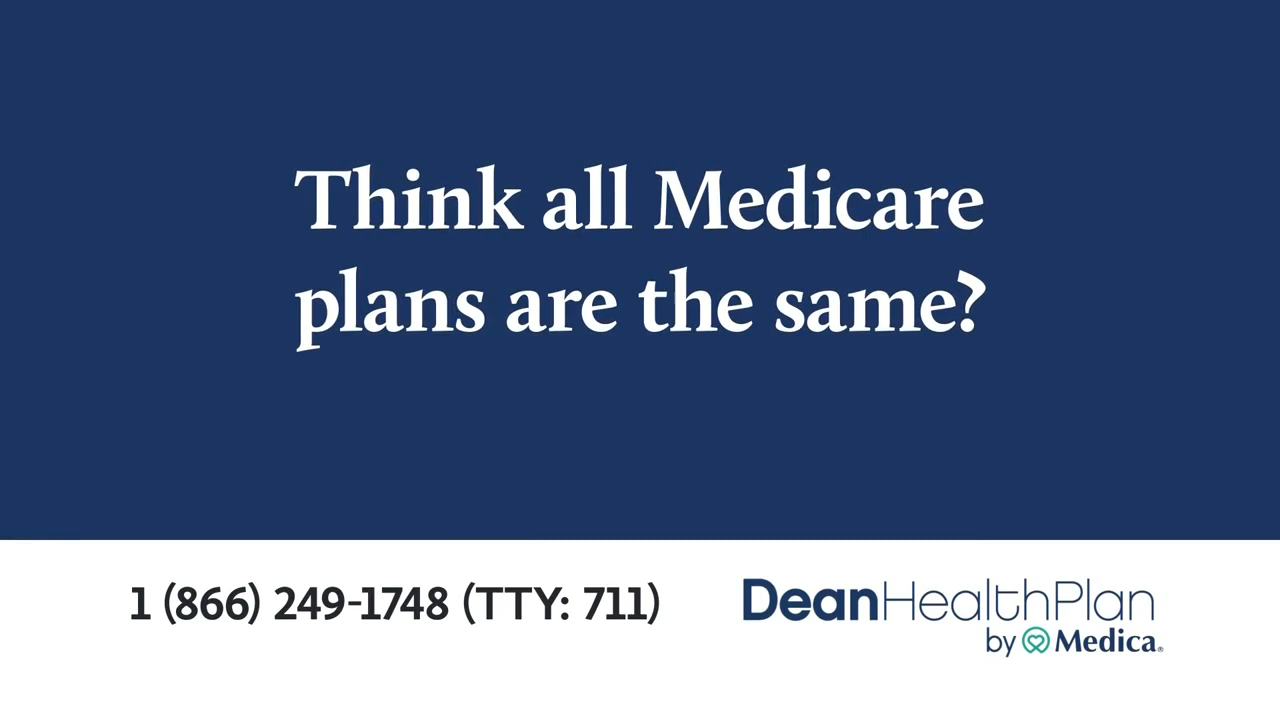 Think all Medicare
plans are the same?
1 (866) 249-1748 (TTY: 711)
DeanHealthPlan
by Medica®